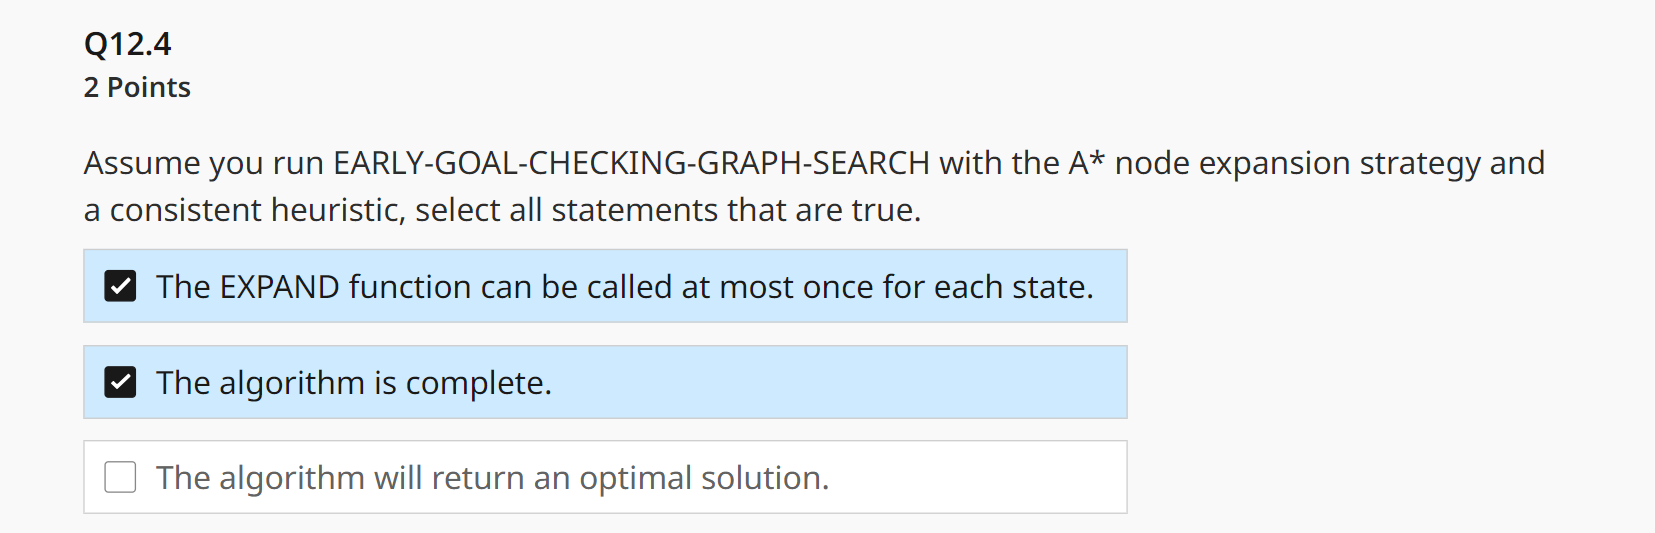 Q12.4
2 Points
Assume you run EARLY-GOAL-CHECKING-GRAPH-SEARCH with the A* node expansion strategy and
a consistent heuristic, select all statements that are true.
The EXPAND function can be called at most once for each state.
The algorithm is complete.
The algorithm will return an optimal solution.